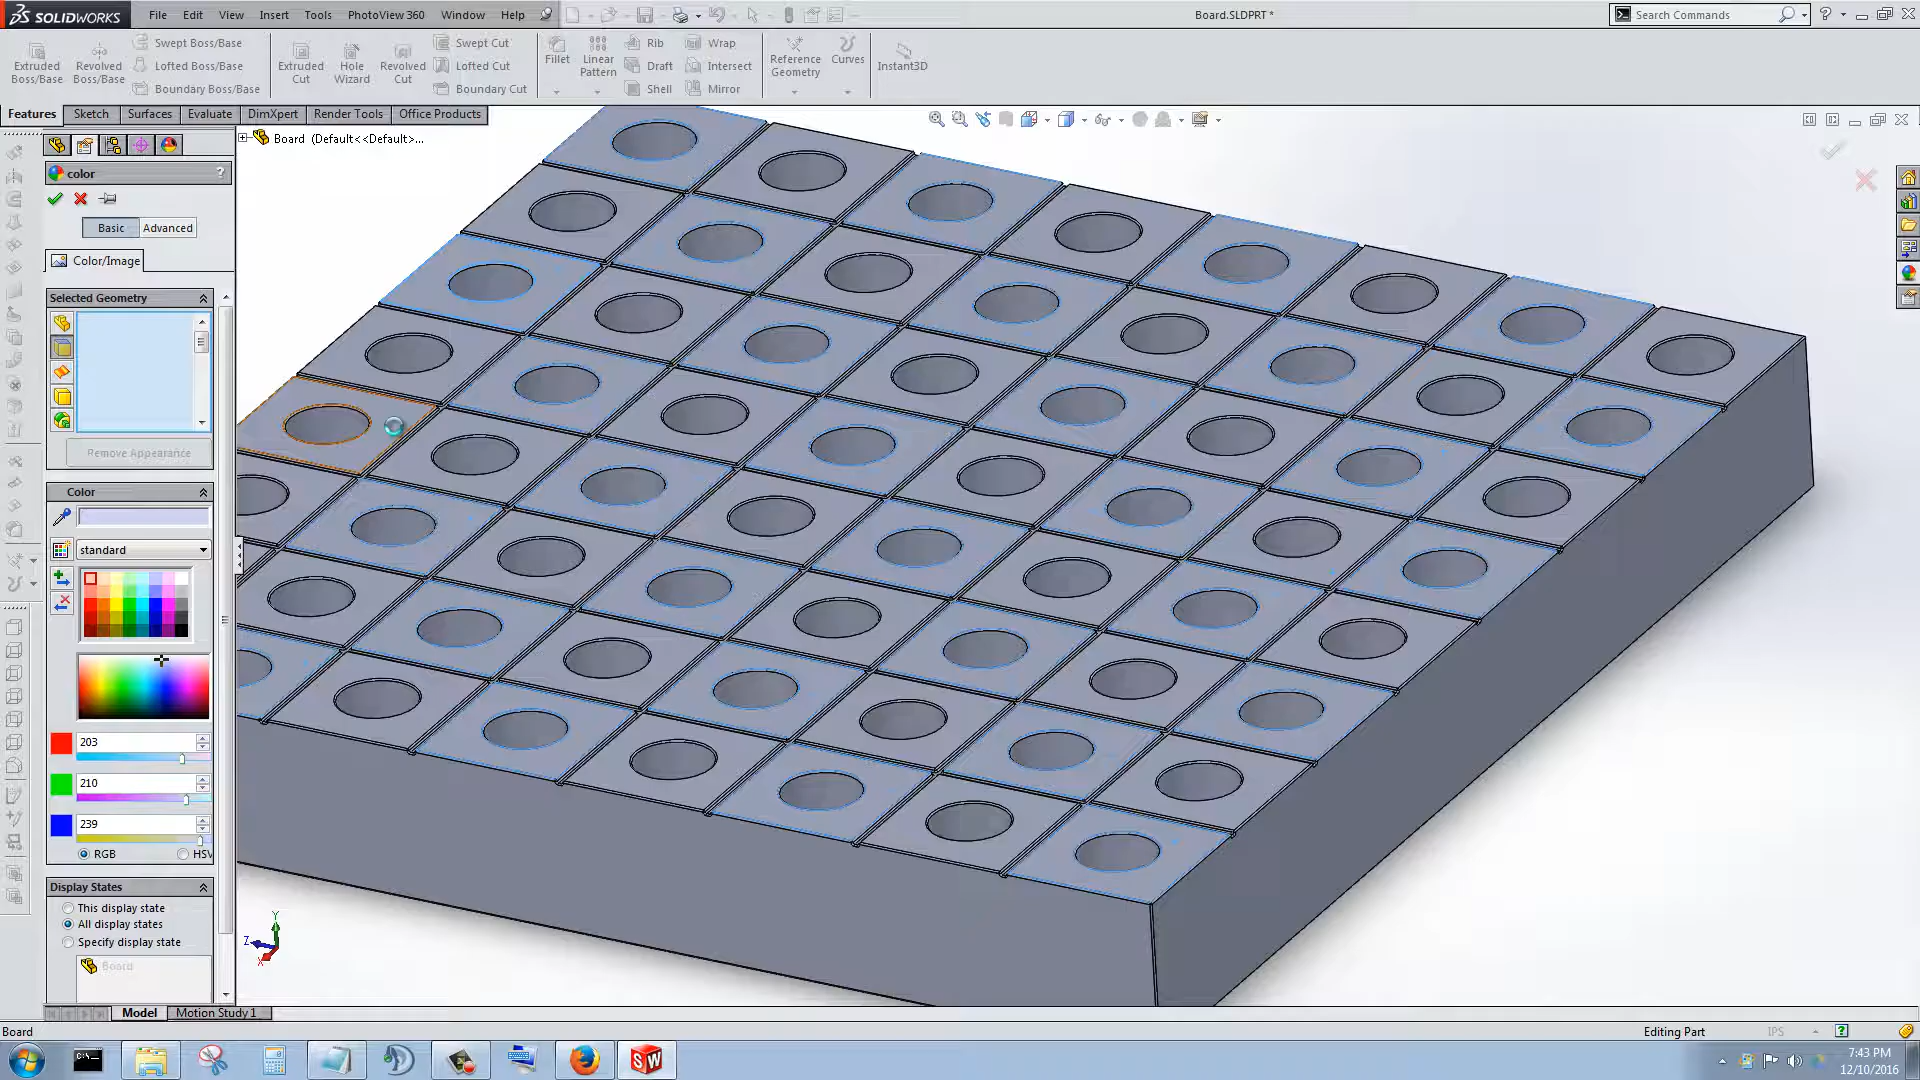 SOLIDWORKS File Edit View Insert Tools PhotoView 360 Window Help Board.SLDPRT * Search Commands
Extruded Boss/Base
Revolved Boss/Base
Swept Boss/Base
Lofted Boss/Base
Boundary Boss/Base
Extruded Cut
Hole Wizard
Revolved Cut
Swept Cut
Lofted Cut
Boundary Cut
Fillet
Linear Pattern
Rib
Draft
Shell
Wrap
Intersect
Mirror
Reference Geometry
Curves
Instant3D
Features Sketch Surfaces Evaluate DimXpert Render Tools Office Products
Board (Default<<Default>...
color ?
Basic Advanced
Color/Image
Selected Geometry
Remove Appearance
Color
standard
203
210
239
RGB HSV
Display States
This display state
All display states
Specify display state
Board
Y
Z
X
Model Motion Study 1
Board Editing Part IPS
SW
7:43 PM
12/10/2016